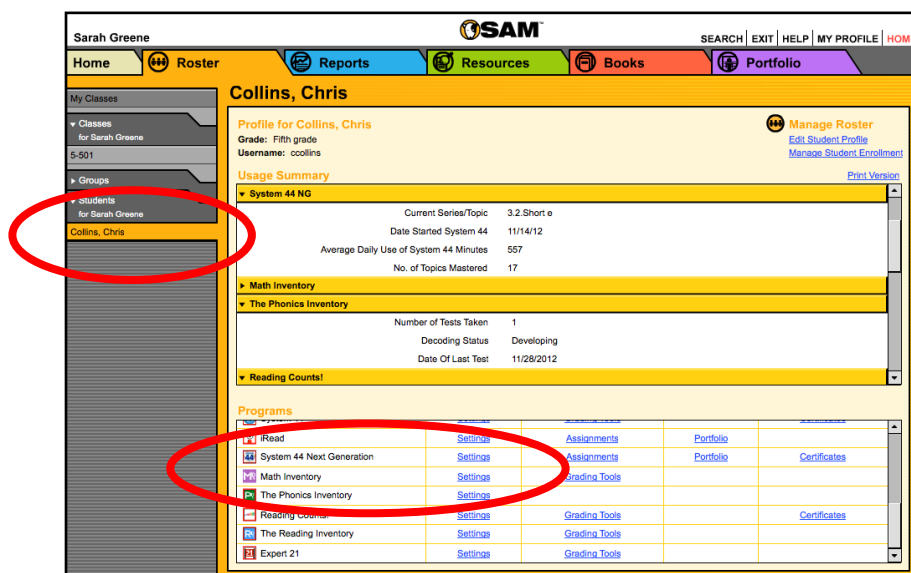 Sarah Greene
SAM
SEARCH EXIT HELP MY PROFILE HOM
Home Roster Reports Resources Books Portfolio
My Classes
Classes
for Sarah Greene
5-501
Groups
Students
for Sarah Greene
Collins, Chris
Collins, Chris
Profile for Collins, Chris
Grade: Fifth grade
Username: ccollins
Manage Roster
Edit Student Profile
Manage Student Enrollment
Usage Summary
Print Version
System 44 NG
Current Series/Topic 3.2.Short e
Date Started System 44 11/14/12
Average Daily Use of System 44 Minutes 557
No. of Topics Mastered 17
Math Inventory
The Phonics Inventory
Number of Tests Taken 1
Decoding Status Developing
Date Of Last Test 11/28/2012
Reading Counts!
Programs
iRead Settings Assignments Portfolio
44 System 44 Next Generation Settings Assignments Portfolio Certificates
Math Inventory Settings Grading Tools
The Phonics Inventory Settings
Reading Counts! Settings Grading Tools Certificates
The Reading Inventory Settings Grading Tools
21 Expert 21 Settings Grading Tools